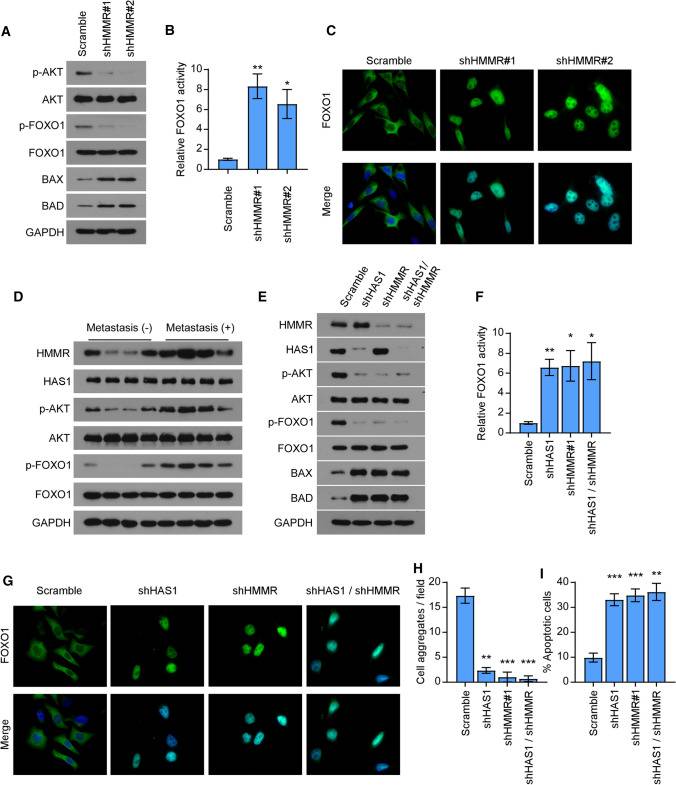 A
Scramble
shHMMR#1
shHMMR#2
p-AKT
AKT
p-FOXO1
FOXO1
BAX
BAD
GAPDH
B
Relative FOXO1 activity
10
8
6
4
2
0
**
*
Scramble
shHMMR#1
shHMMR#2
C
Scramble
shHMMR#1
shHMMR#2
FOXO1
Merge
D
Metastasis (-)
Metastasis (+)
HMMR
HAS1
p-AKT
AKT
p-FOXO1
FOXO1
GAPDH
E
Scramble
shHAS1
shHMMR
shHAS1/
shHMMR
HMMR
HAS1
p-AKT
AKT
p-FOXO1
FOXO1
BAX
BAD
GAPDH
F
Relative FOXO1 activity
10
8
6
4
2
0
**
*
*
Scramble
shHAS1
shHMMR#1
shHAS1 / shHMMR
G
Scramble
shHAS1
shHMMR
shHAS1 / shHMMR
FOXO1
Merge
H
Cell aggregates / field
20
15
10
5
0
**
***
***
Scramble
shHAS1
shHMMR#1
shHAS1 / shHMMR
I
% Apoptotic cells
40
30
20
10
0
***
***
**
Scramble
shHAS1
shHMMR#1
shHAS1 / shHMMR